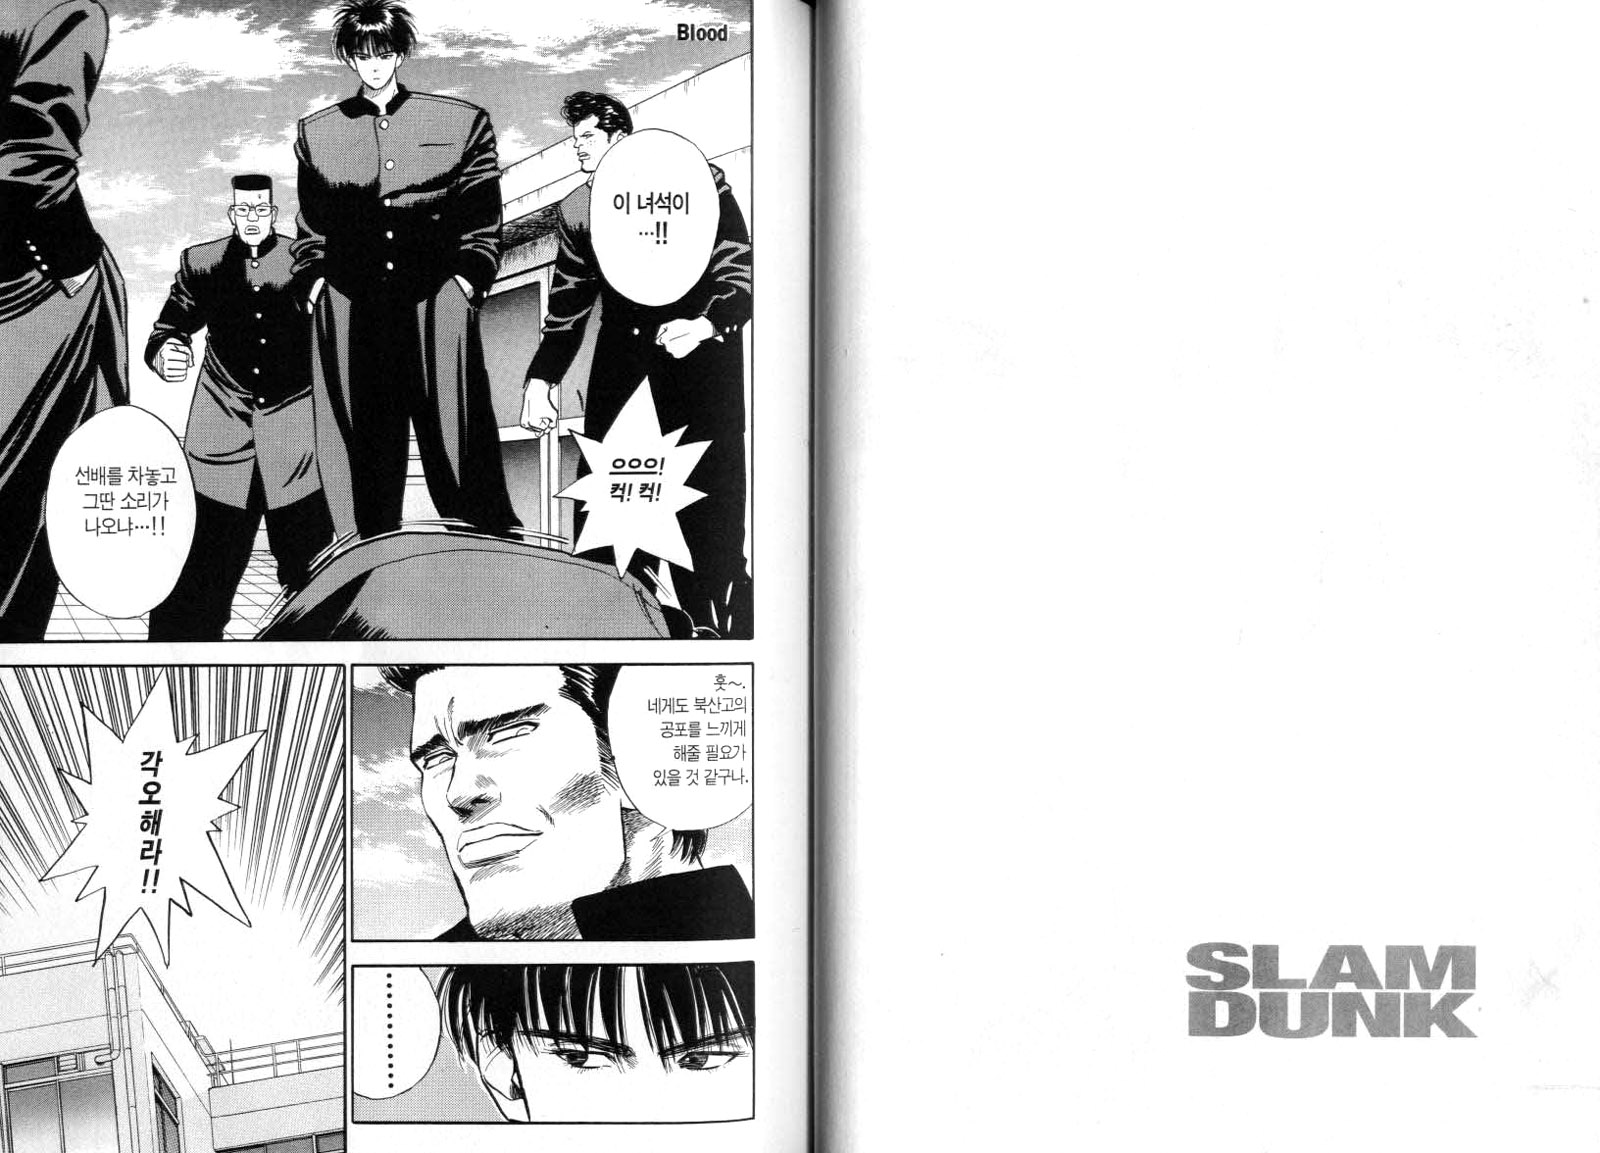 Blood
이 녀석이
…!!
으으으!
컥! 컥!
선배를 차놓고
그딴 소리가
나오냐…!!
훗~.
네게도 북산고의
공포를 느끼게
해줄 필요가
있을 것 같구나.
각오해라!!
………
SLAM
DUNK